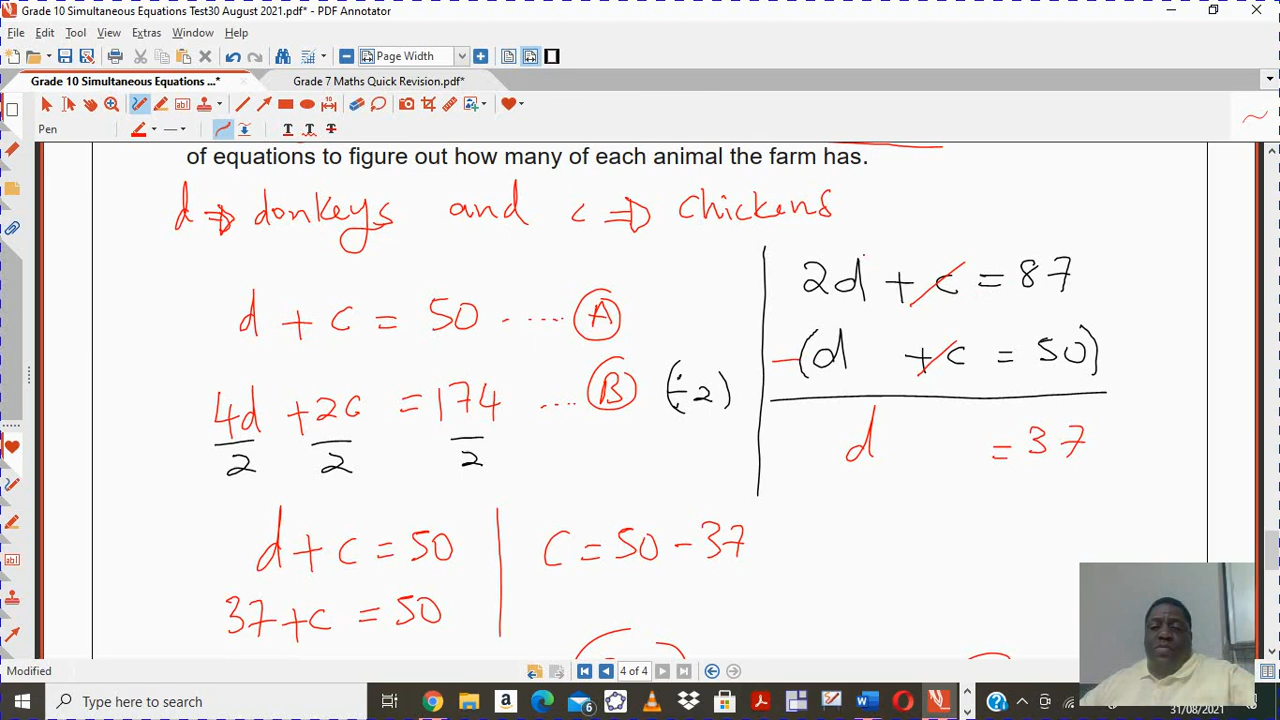 Grade 10 Simultaneous Equations Test30 August 2021.pdf* - PDF Annotator
File Edit Tool View Extras Window Help
Page Width
Grade 10 Simultaneous Equations ...*
Grade 7 Maths Quick Revision.pdf*
Pen
of equations to figure out how many of each animal the farm has.
d ⇒ donkeys and c ⇒ Chickens
d + c = 50 ...... (A)
4d/2 + 2c/2 = 174/2 .... (B) (÷2)
2d + c = 87
-(d + c = 50)
d = 37
d + c = 50
37 + c = 50
C = 50 - 37
Modified
4 of 4
Type here to search
6
31/08/2021